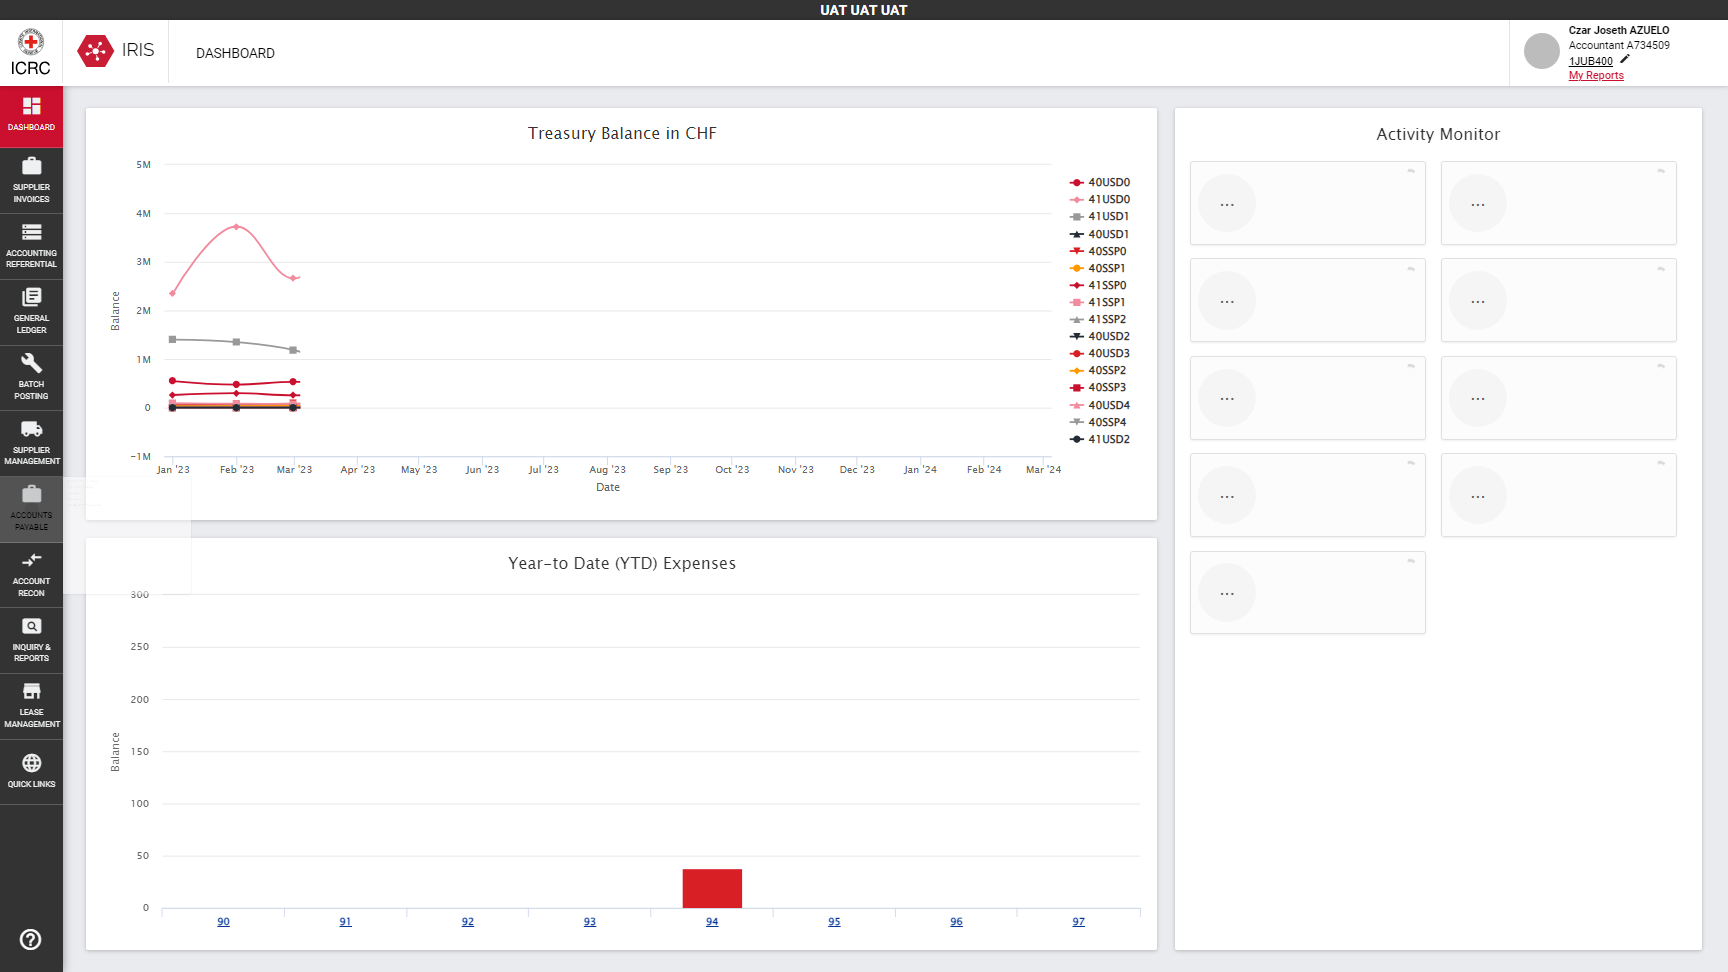 UAT UAT UAT
ICRC
IRIS
DASHBOARD
Czar Joseth AZUELO
Accountant A734509
1JUB400
My Reports
DASHBOARD
SUPPLIER
INVOICES
ACCOUNTING
REFERENTIAL
GENERAL
LEDGER
BATCH
POSTING
SUPPLIER
MANAGEMENT
ACCOUNTS
PAYABLE
ACCOUNT
RECON
INQUIRY &
REPORTS
LEASE
MANAGEMENT
QUICK LINKS
Treasury Balance in CHF
Balance
5M
4M
3M
2M
1M
0
−1M
Jan '23 Feb '23 Mar '23 Apr '23 May '23 Jun '23 Jul '23 Aug '23 Sep '23 Oct '23 Nov '23 Dec '23 Jan '24 Feb '24 Mar '24
Date
40USD0
41USD0
41USD1
40USD1
40SSP0
40SSP1
41SSP0
41SSP1
41SSP2
40USD2
40USD3
40SSP2
40SSP3
40USD4
40SSP4
41USD2
Year−to Date (YTD) Expenses
Balance
300
250
200
150
100
50
0
90 91 92 93 94 95 96 97
Activity Monitor
... ...
... ...
... ...
... ...
...